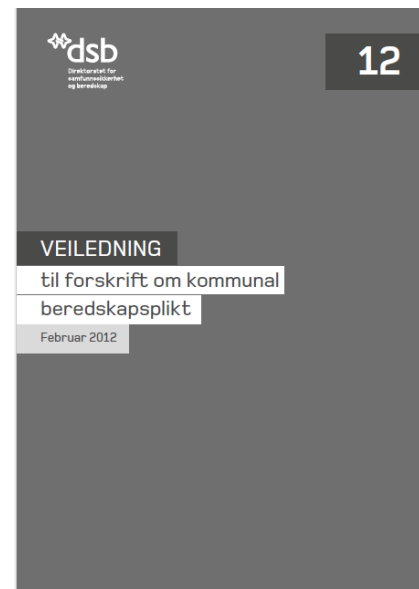 dsb
Direktoratet for
samfunnssikkerhet
og beredskap
12
VEILEDNING
til forskrift om kommunal
beredskapsplikt
Februar 2012